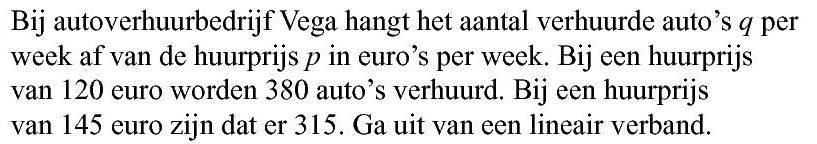 Bij autoverhuurbedrijf Vega hangt het aantal verhuurde auto's q per
week af van de huurprijs p in euro's per week. Bij een huurprijs
van 120 euro worden 380 auto's verhuurd. Bij een huurprijs
van 145 euro zijn dat er 315. Ga uit van een lineair verband.